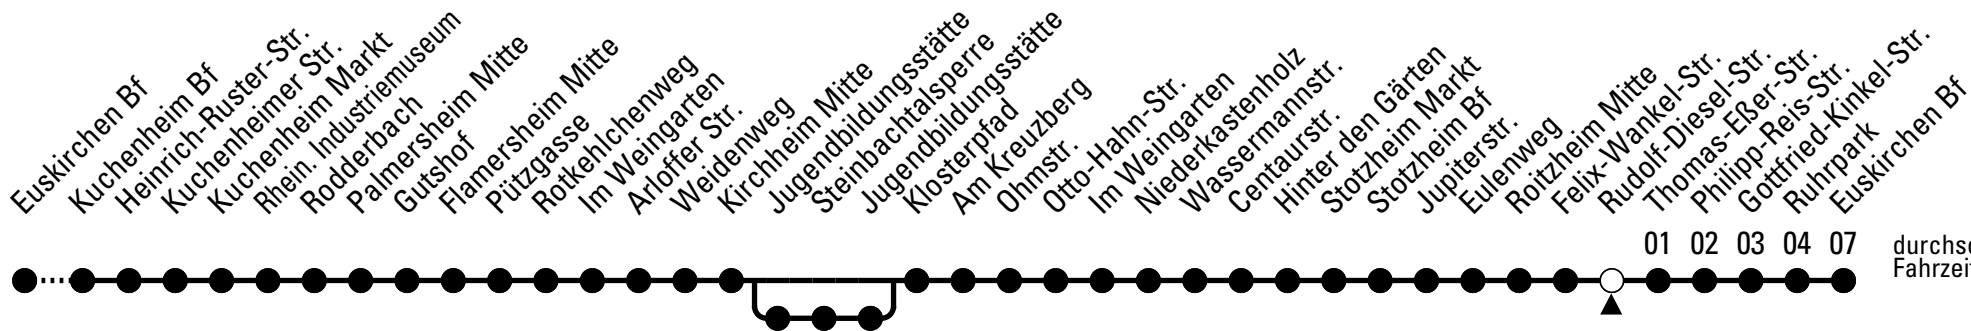 Euskirchen Bf
Kuchenheim Bf
Heinrich-Ruster-Str.
Kuchenheimer Str.
Kuchenheim Markt
Rhein. Industriemuseum
Rodderbach
Palmersheim Mitte
Gutshof
Flamersheim Mitte
Pützgasse
Rotkehlchenweg
Im Weingarten
Arloffer Str.
Weidenweg
Kirchheim Mitte
Jugendbildungsstätte
Steinbachtalsperre
Jugendbildungsstätte
Klosterpfad
Am Kreuzberg
Ohmstr.
Otto-Hahn-Str.
Im Weingarten
Niederkastenholz
Wassermannstr.
Centaurstr.
Hinter den Gärten
Stotzheim Markt
Stotzheim Bf
Jupiterstr.
Eulenweg
Roitzheim Mitte
Felix-Wankel-Str.
Rudolf-Diesel-Str.
Thomas-Eßer-Str.
Philipp-Reis-Str.
Gottfried-Kinkel-Str.
Ruhrpark
Euskirchen Bf
01 02 03 04 07